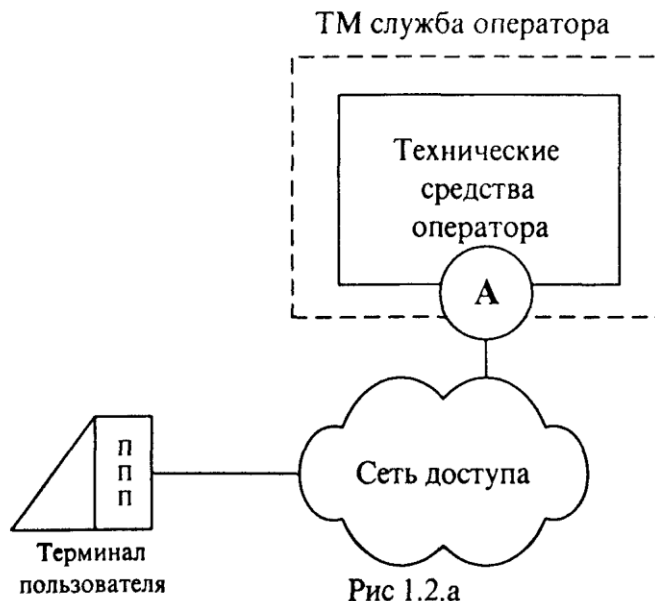 ТМ служба оператора
Технические
средства
оператора
А
Сеть доступа
П
П
П
Терминал
пользователя
Рис 1.2.а